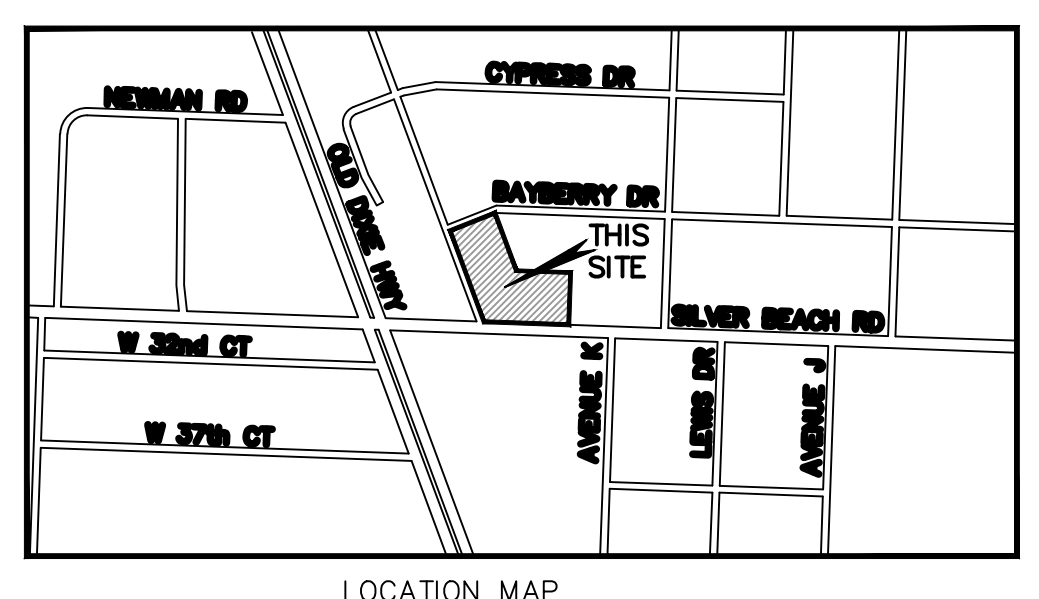 CYPRESS DR
NEWMAN RD
OLD DIXIE HWY
BAYBERRY DR
THIS
SITE
SILVER BEACH RD
W 32nd CT
AVENUE K
LEWIS DR
AVENUE J
W 37th CT
LOCATION MAP